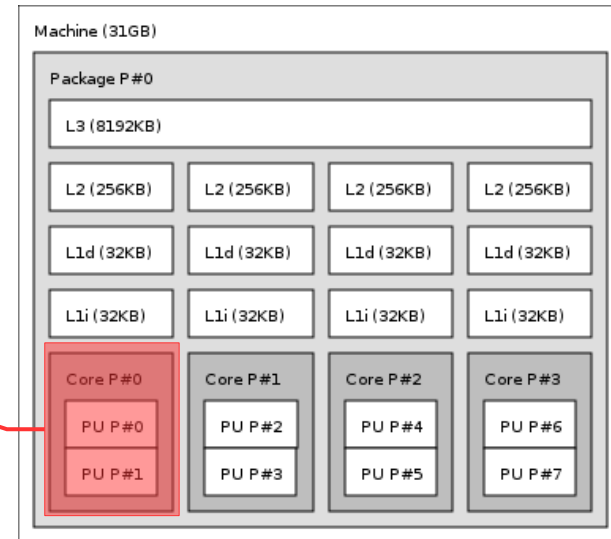 Machine (31GB)
Package P#0
L3 (8192KB)
L2 (256KB) L2 (256KB) L2 (256KB) L2 (256KB)
L1d (32KB) L1d (32KB) L1d (32KB) L1d (32KB)
L1i (32KB) L1i (32KB) L1i (32KB) L1i (32KB)
Core P#0 Core P#1 Core P#2 Core P#3
PU P#0 PU P#2 PU P#4 PU P#6
PU P#1 PU P#3 PU P#5 PU P#7